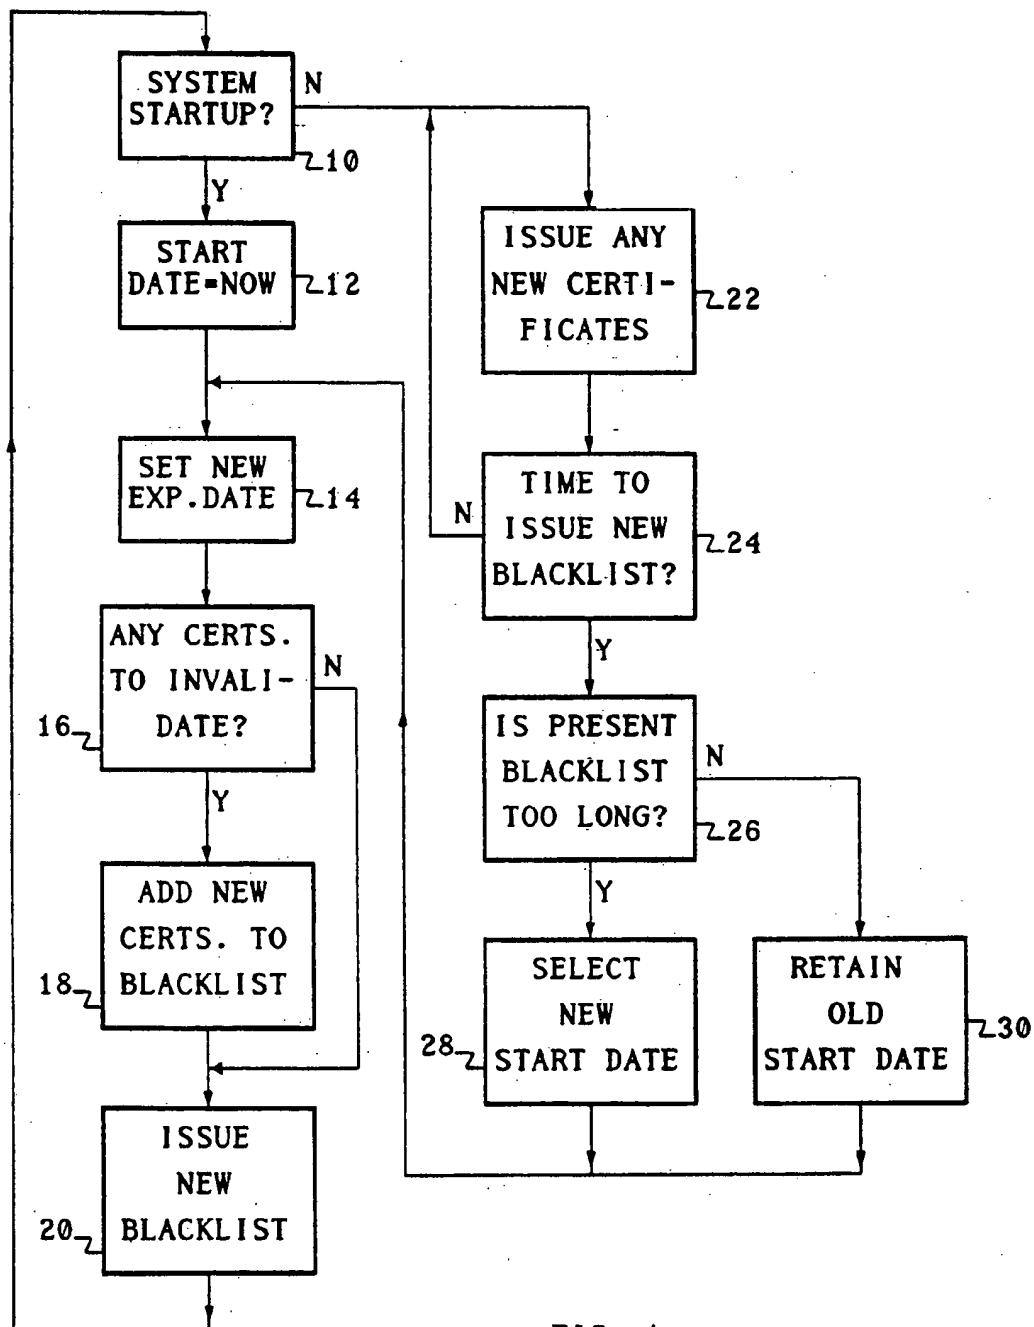 SYSTEM
STARTUP?
N
10
Y
START
DATE=NOW
12
SET NEW
EXP.DATE
14
ANY CERTS.
TO INVALI-
DATE?
N
16
Y
ADD NEW
CERTS. TO
BLACKLIST
18
ISSUE
NEW
BLACKLIST
20
ISSUE ANY
NEW CERTI-
FICATES
22
TIME TO
ISSUE NEW
BLACKLIST?
N
24
Y
IS PRESENT
BLACKLIST
TOO LONG?
N
26
Y
SELECT
NEW
START DATE
28
RETAIN
OLD
START DATE
30